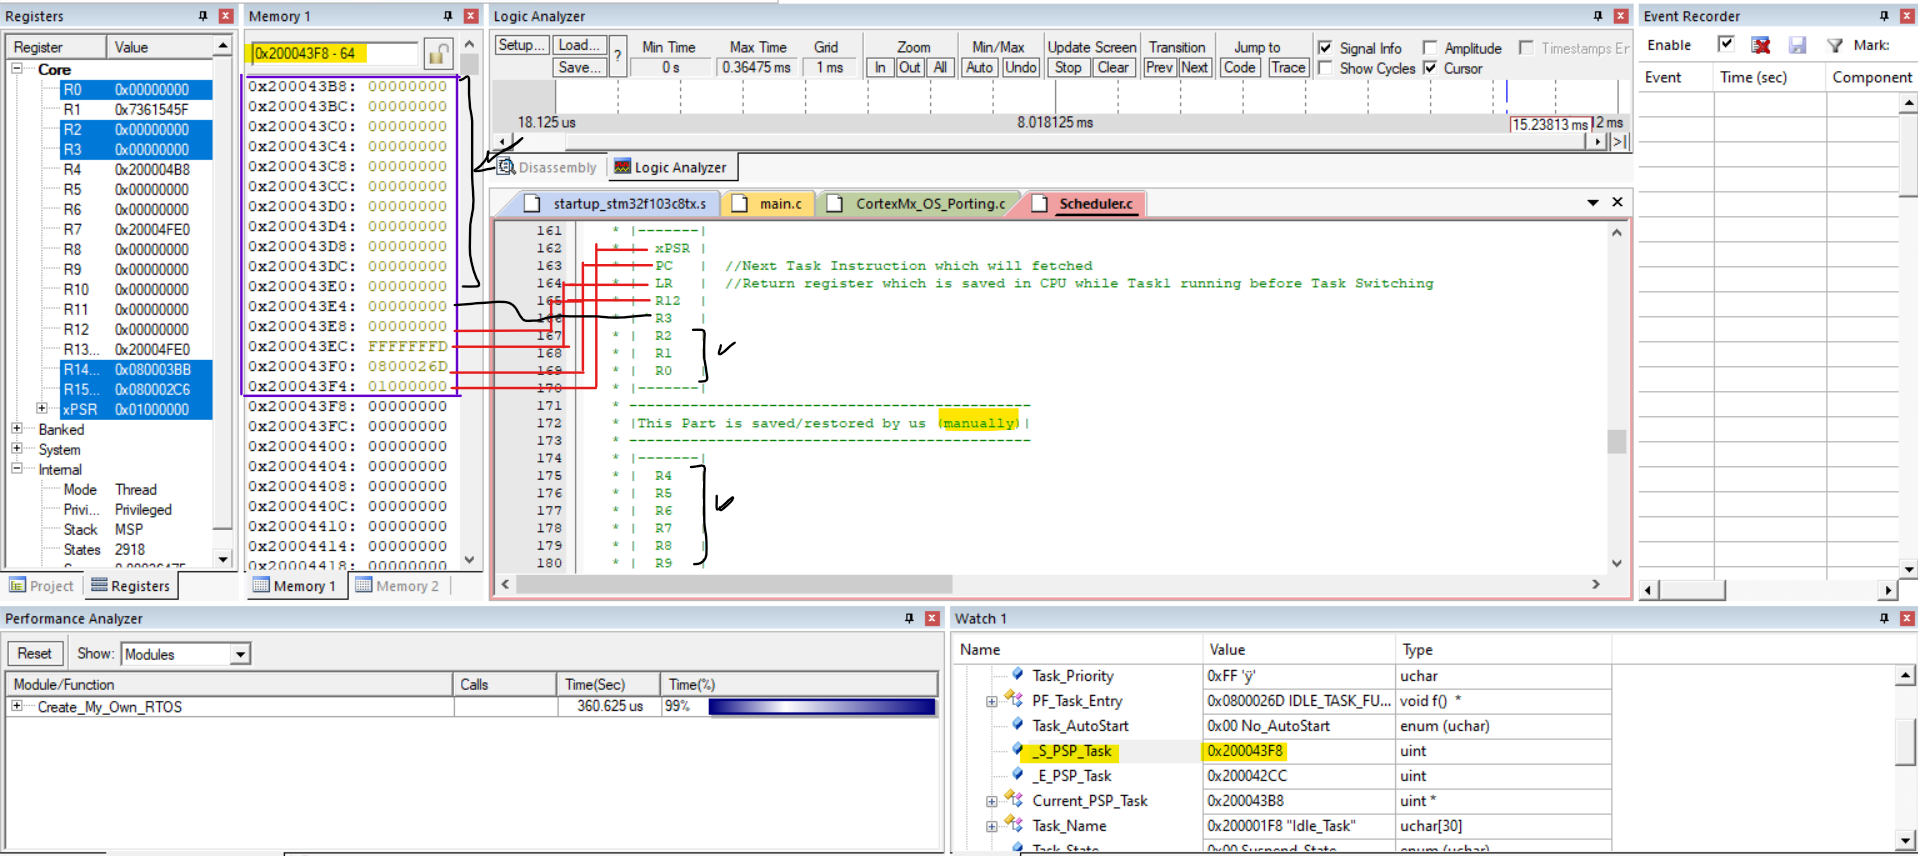 Registers
Register Value
Core
R0 0x00000000
R1 0x7361545F
R2 0x00000000
R3 0x00000000
R4 0x200004B8
R5 0x00000000
R6 0x00000000
R7 0x20004FE0
R8 0x00000000
R9 0x00000000
R10 0x00000000
R11 0x00000000
R12 0x00000000
R13... 0x20004FE0
R14... 0x080003BB
R15... 0x080002C6
xPSR 0x01000000
Banked
System
Internal
Mode Thread
Privi... Privileged
Stack MSP
States 2918
Project Registers
Memory 1
0x200043F8 - 64
0x200043B8: 00000000
0x200043BC: 00000000
0x200043C0: 00000000
0x200043C4: 00000000
0x200043C8: 00000000
0x200043CC: 00000000
0x200043D0: 00000000
0x200043D4: 00000000
0x200043D8: 00000000
0x200043DC: 00000000
0x200043E0: 00000000
0x200043E4: 00000000
0x200043E8: 00000000
0x200043EC: FFFFFFFD
0x200043F0: 0800026D
0x200043F4: 01000000
0x200043F8: 00000000
0x200043FC: 00000000
0x20004400: 00000000
0x20004404: 00000000
0x20004408: 00000000
0x2000440C: 00000000
0x20004410: 00000000
0x20004414: 00000000
0x20004418: 00000000
Memory 1 Memory 2
Logic Analyzer
Setup... Load... ? Min Time Max Time Grid Zoom Min/Max Update Screen Transition Jump to Signal Info Amplitude Timestamps En
Save... 0 s 0.36475 ms 1 ms In Out All Auto Undo Stop Clear Prev Next Code Trace Show Cycles Cursor
18.125 us 8.018125 ms 15.23813 ms 2 ms
Disassembly Logic Analyzer
startup_stm32f103c8tx.s main.c CortexMx_OS_Porting.c Scheduler.c
161 * |-------|
162 * | xPSR |
163 * | PC | //Next Task Instruction which will fetched
164 * | LR | //Return register which is saved in CPU while Task1 running before Task Switching
165 * | R12 |
166 * | R3 |
167 * | R2
168 * | R1
169 * | R0 |
170 * |-------|
171 * ----------------------------------------------
172 * |This Part is saved/restored by us (manually)|
173 * ----------------------------------------------
174 * |-------|
175 * | R4
176 * | R5
177 * | R6
178 * | R7
179 * | R8
180 * | R9
Event Recorder
Enable Mark:
Event Time (sec) Component
Performance Analyzer
Reset Show: Modules
Module/Function Calls Time(Sec) Time(%)
Create_My_Own_RTOS 360.625 us 99%
Watch 1
Name Value Type
Task_Priority 0xFF 'ÿ' uchar
PF_Task_Entry 0x0800026D IDLE_TASK_FU... void f() *
Task_AutoStart 0x00 No_AutoStart enum (uchar)
_S_PSP_Task 0x200043F8 uint
_E_PSP_Task 0x200042CC uint
Current_PSP_Task 0x200043B8 uint *
Task_Name 0x200001F8 "Idle_Task" uchar[30]
Task_State 0x00 Suspend_State enum (uchar)